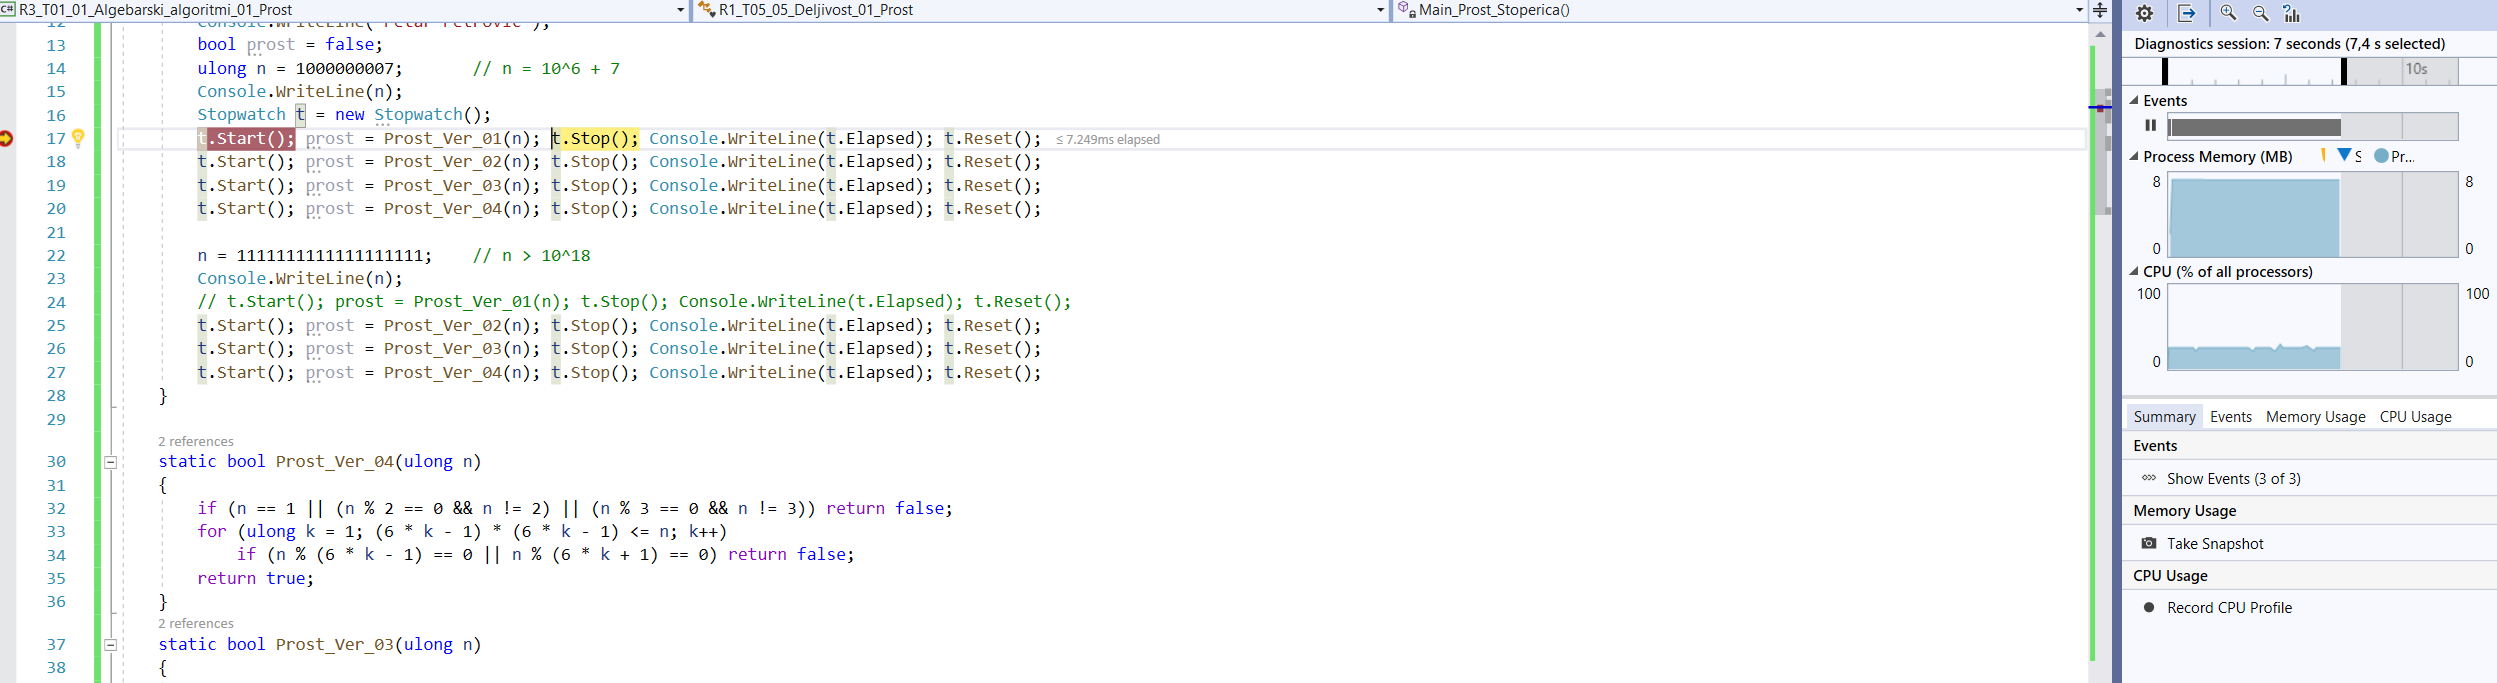 C# R3_T01_01_Algebarski_algoritmi_01_Prost
R1_T05_05_Deljivost_01_Prost
Main_Prost_Stoperica()
12 Console.WriteLine("Petar Petrovic");
13 bool prost = false;
14 ulong n = 1000000007; // n = 10^6 + 7
15 Console.WriteLine(n);
16 Stopwatch t = new Stopwatch();
17 t.Start(); prost = Prost_Ver_01(n); t.Stop(); Console.WriteLine(t.Elapsed); t.Reset(); ≤ 7.249ms elapsed
18 t.Start(); prost = Prost_Ver_02(n); t.Stop(); Console.WriteLine(t.Elapsed); t.Reset();
19 t.Start(); prost = Prost_Ver_03(n); t.Stop(); Console.WriteLine(t.Elapsed); t.Reset();
20 t.Start(); prost = Prost_Ver_04(n); t.Stop(); Console.WriteLine(t.Elapsed); t.Reset();
21
22 n = 1111111111111111111; // n > 10^18
23 Console.WriteLine(n);
24 // t.Start(); prost = Prost_Ver_01(n); t.Stop(); Console.WriteLine(t.Elapsed); t.Reset();
25 t.Start(); prost = Prost_Ver_02(n); t.Stop(); Console.WriteLine(t.Elapsed); t.Reset();
26 t.Start(); prost = Prost_Ver_03(n); t.Stop(); Console.WriteLine(t.Elapsed); t.Reset();
27 t.Start(); prost = Prost_Ver_04(n); t.Stop(); Console.WriteLine(t.Elapsed); t.Reset();
28 }
29
2 references
30 static bool Prost_Ver_04(ulong n)
31 {
32 if (n == 1 || (n % 2 == 0 && n != 2) || (n % 3 == 0 && n != 3)) return false;
33 for (ulong k = 1; (6 * k - 1) * (6 * k - 1) <= n; k++)
34 if (n % (6 * k - 1) == 0 || n % (6 * k + 1) == 0) return false;
35 return true;
36 }
2 references
37 static bool Prost_Ver_03(ulong n)
38 {
Diagnostics session: 7 seconds (7,4 s selected)
10s
Events
Process Memory (MB) S Pr...
8 8
0 0
CPU (% of all processors)
100 100
0 0
Summary Events Memory Usage CPU Usage
Events
Show Events (3 of 3)
Memory Usage
Take Snapshot
CPU Usage
Record CPU Profile